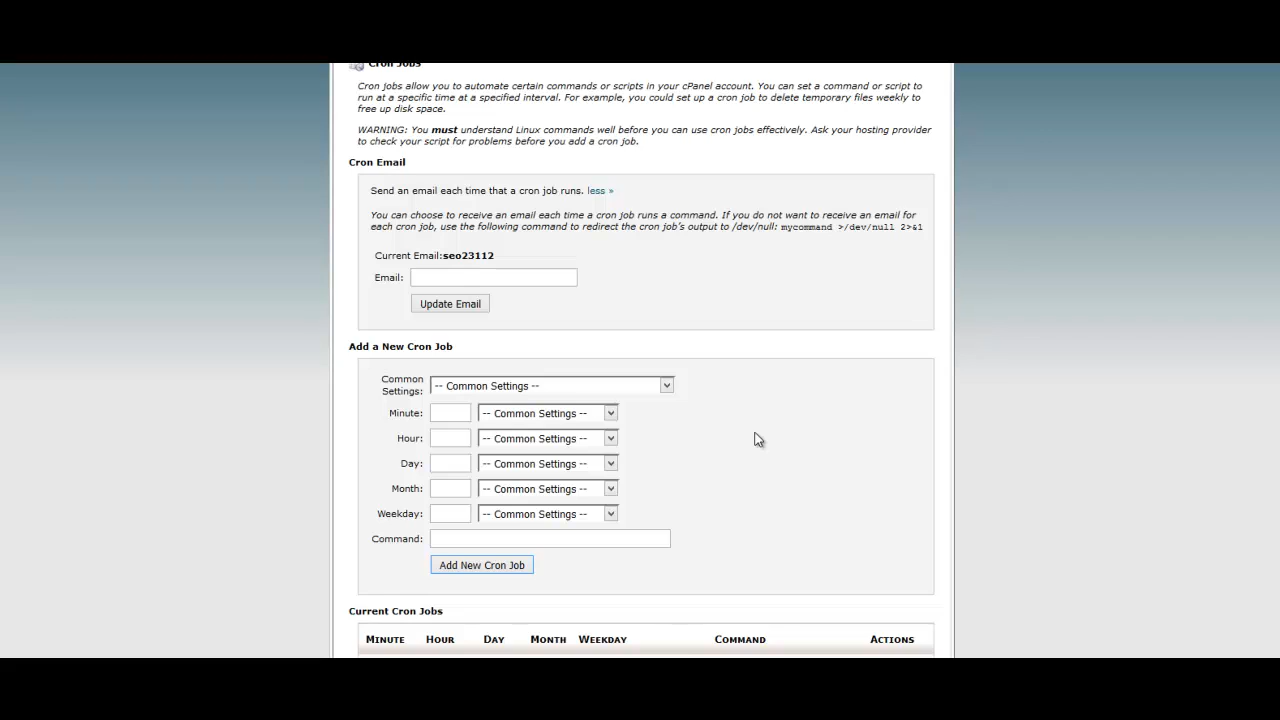 Cron Jobs
Cron jobs allow you to automate certain commands or scripts in your cPanel account. You can set a command or script to
run at a specific time at a specified interval. For example, you could set up a cron job to delete temporary files weekly to
free up disk space.
WARNING: You must understand Linux commands well before you can use cron jobs effectively. Ask your hosting provider
to check your script for problems before you add a cron job.
Cron Email
Send an email each time that a cron job runs. less »
You can choose to receive an email each time a cron job runs a command. If you do not want to receive an email for
each cron job, use the following command to redirect the cron job's output to /dev/null: mycommand >/dev/null 2>&1
Current Email:seo23112
Email:
Update Email
Add a New Cron Job
Common
Settings: -- Common Settings --
Minute: -- Common Settings --
Hour: -- Common Settings --
Day: -- Common Settings --
Month: -- Common Settings --
Weekday: -- Common Settings --
Command:
Add New Cron Job
Current Cron Jobs
MINUTE HOUR DAY MONTH WEEKDAY COMMAND ACTIONS